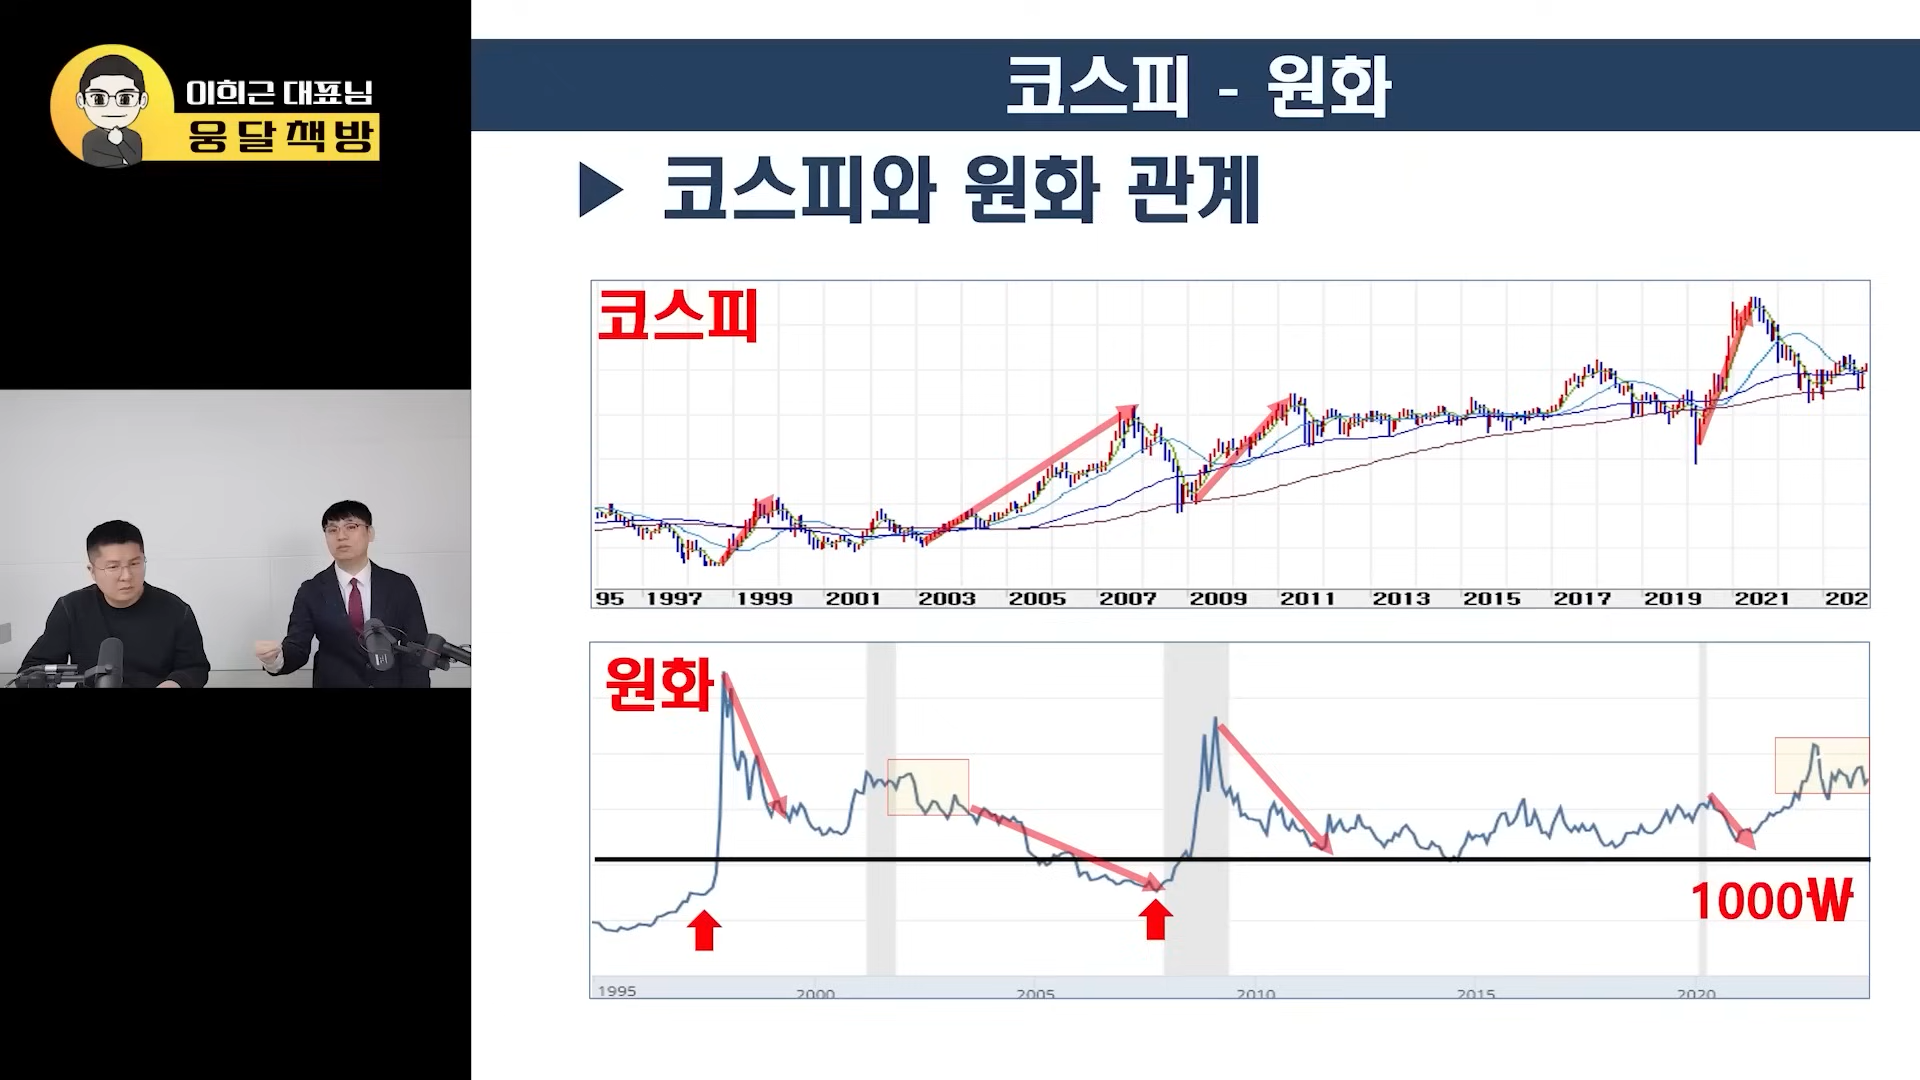 이희근 대표님
웅달책방
코스피 - 원화
▶ 코스피와 원화 관계
코스피
95 1997 1999 2001 2003 2005 2007 2009 2011 2013 2015 2017 2019 2021 202
원화
1000₩
1995 2000 2005 2010 2015 2020